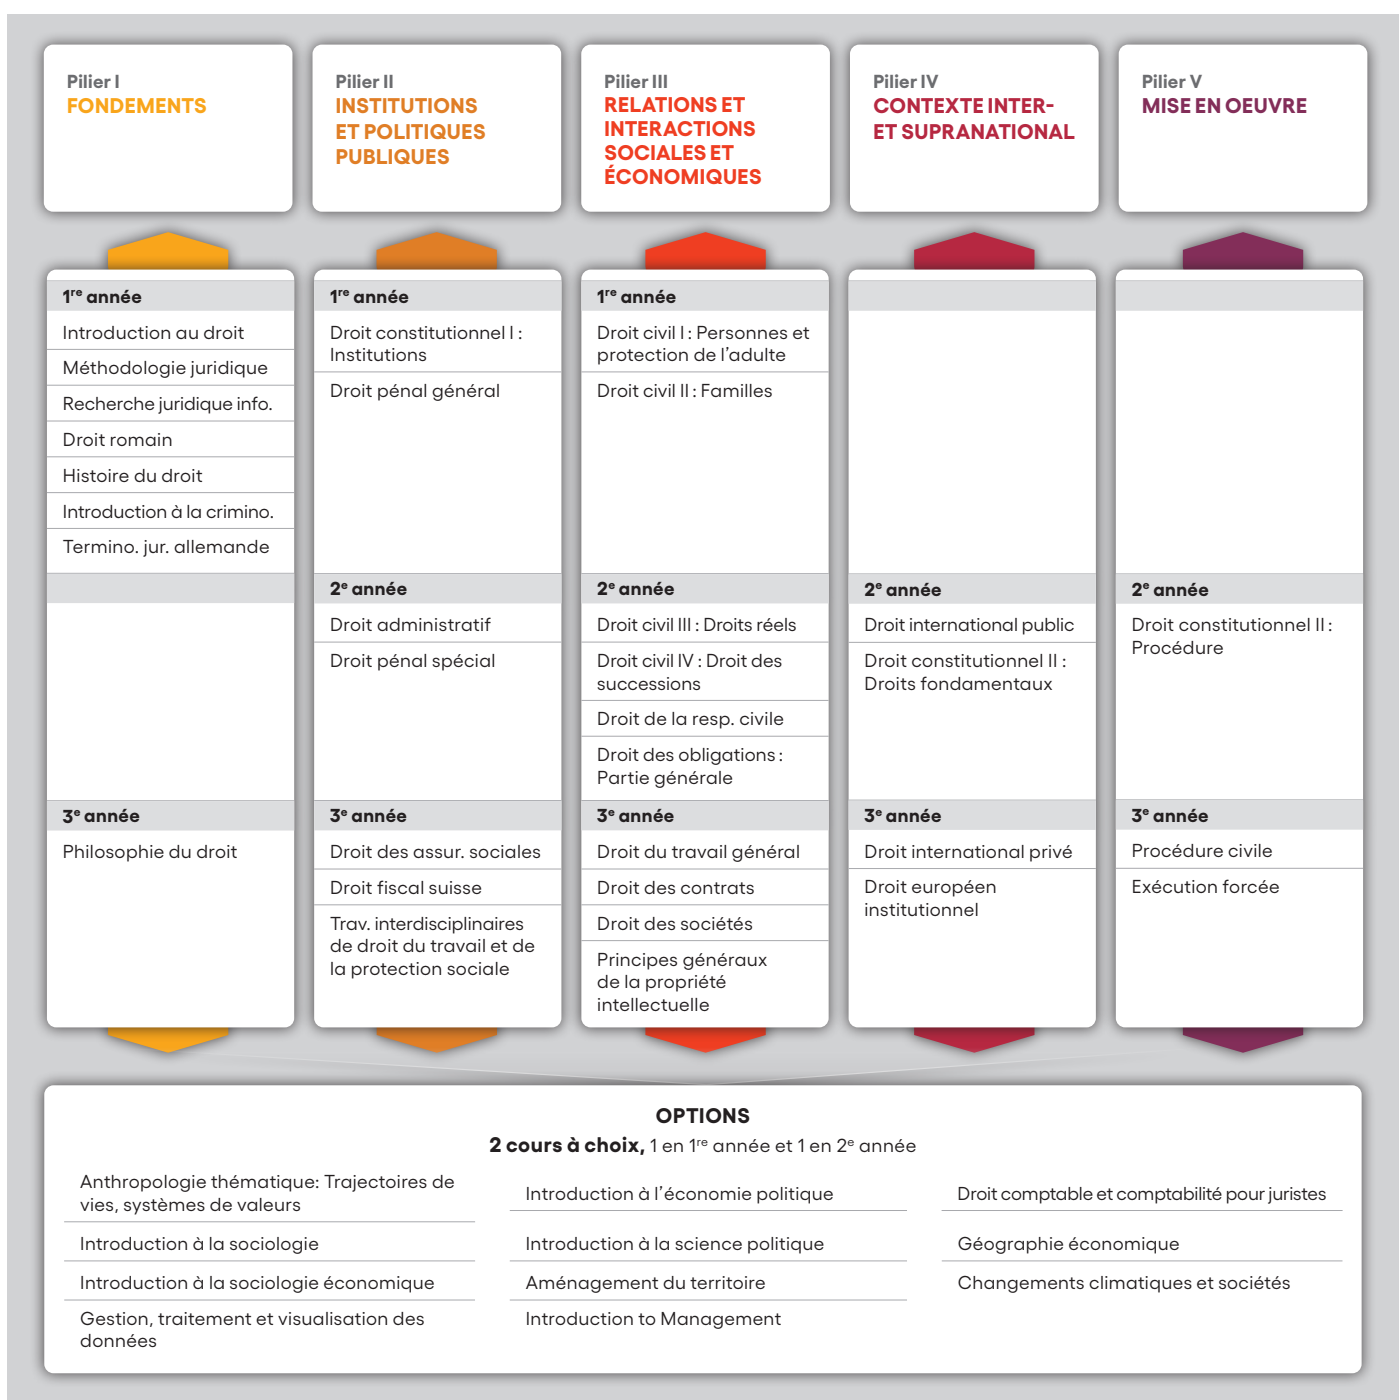 Pilier I
FONDEMENTS
Pilier II
INSTITUTIONS
ET POLITIQUES
PUBLIQUES
Pilier III
RELATIONS ET
INTERACTIONS
SOCIALES ET
ÉCONOMIQUES
Pilier IV
CONTEXTE INTER-
ET SUPRANATIONAL
Pilier V
MISE EN OEUVRE
1re année
Introduction au droit
Méthodologie juridique
Recherche juridique info.
Droit romain
Histoire du droit
Introduction à la crimino.
Termino. jur. allemande
3e année
Philosophie du droit
1re année
Droit constitutionnel I :
Institutions
Droit pénal général
2e année
Droit administratif
Droit pénal spécial
3e année
Droit des assur. sociales
Droit fiscal suisse
Trav. interdisciplinaires
de droit du travail et de
la protection sociale
1re année
Droit civil I : Personnes et
protection de l’adulte
Droit civil II : Familles
2e année
Droit civil III : Droits réels
Droit civil IV : Droit des
successions
Droit de la resp. civile
Droit des obligations :
Partie générale
3e année
Droit du travail général
Droit des contrats
Droit des sociétés
Principes généraux
de la propriété
intellectuelle
2e année
Droit international public
Droit constitutionnel II :
Droits fondamentaux
3e année
Droit international privé
Droit européen
institutionnel
2e année
Droit constitutionnel II :
Procédure
3e année
Procédure civile
Exécution forcée
OPTIONS
2 cours à choix, 1 en 1re année et 1 en 2e année
Anthropologie thématique: Trajectoires de
vies, systèmes de valeurs
Introduction à la sociologie
Introduction à la sociologie économique
Gestion, traitement et visualisation des
données
Introduction à l’économie politique
Introduction à la science politique
Aménagement du territoire
Introduction to Management
Droit comptable et comptabilité pour juristes
Géographie économique
Changements climatiques et sociétés